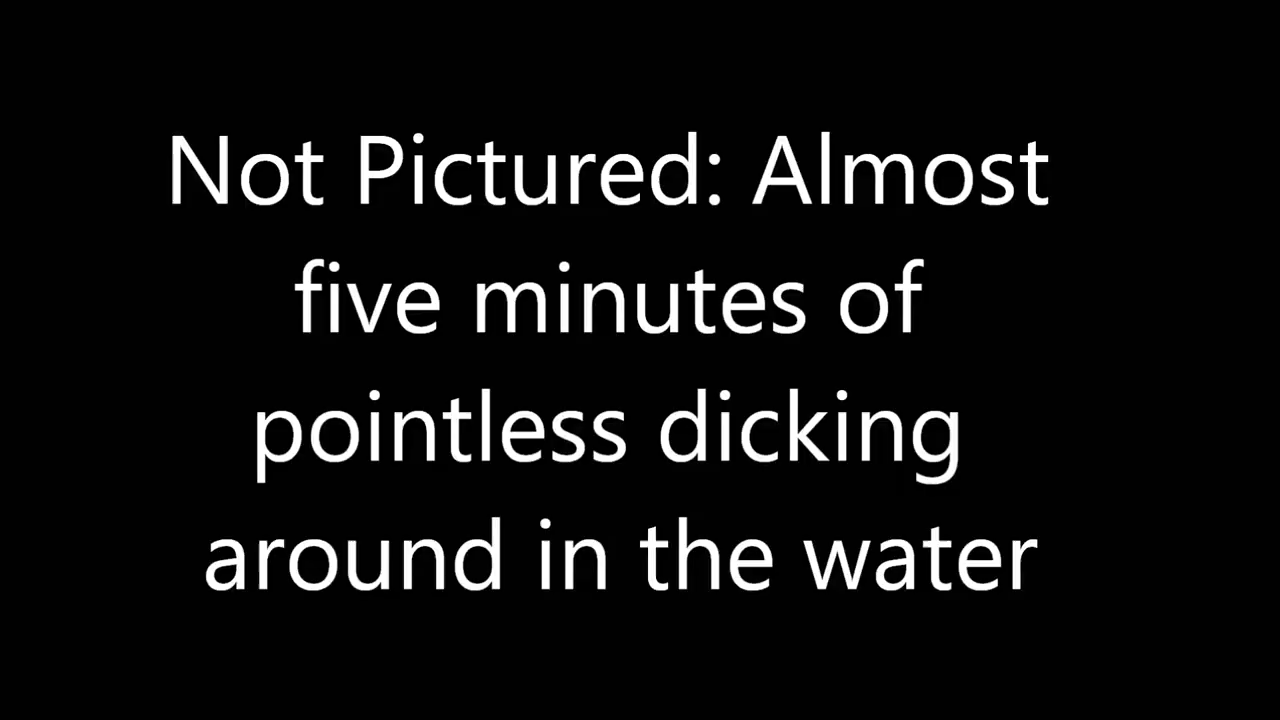 Not Pictured: Almost
five minutes of
pointless dicking
around in the water